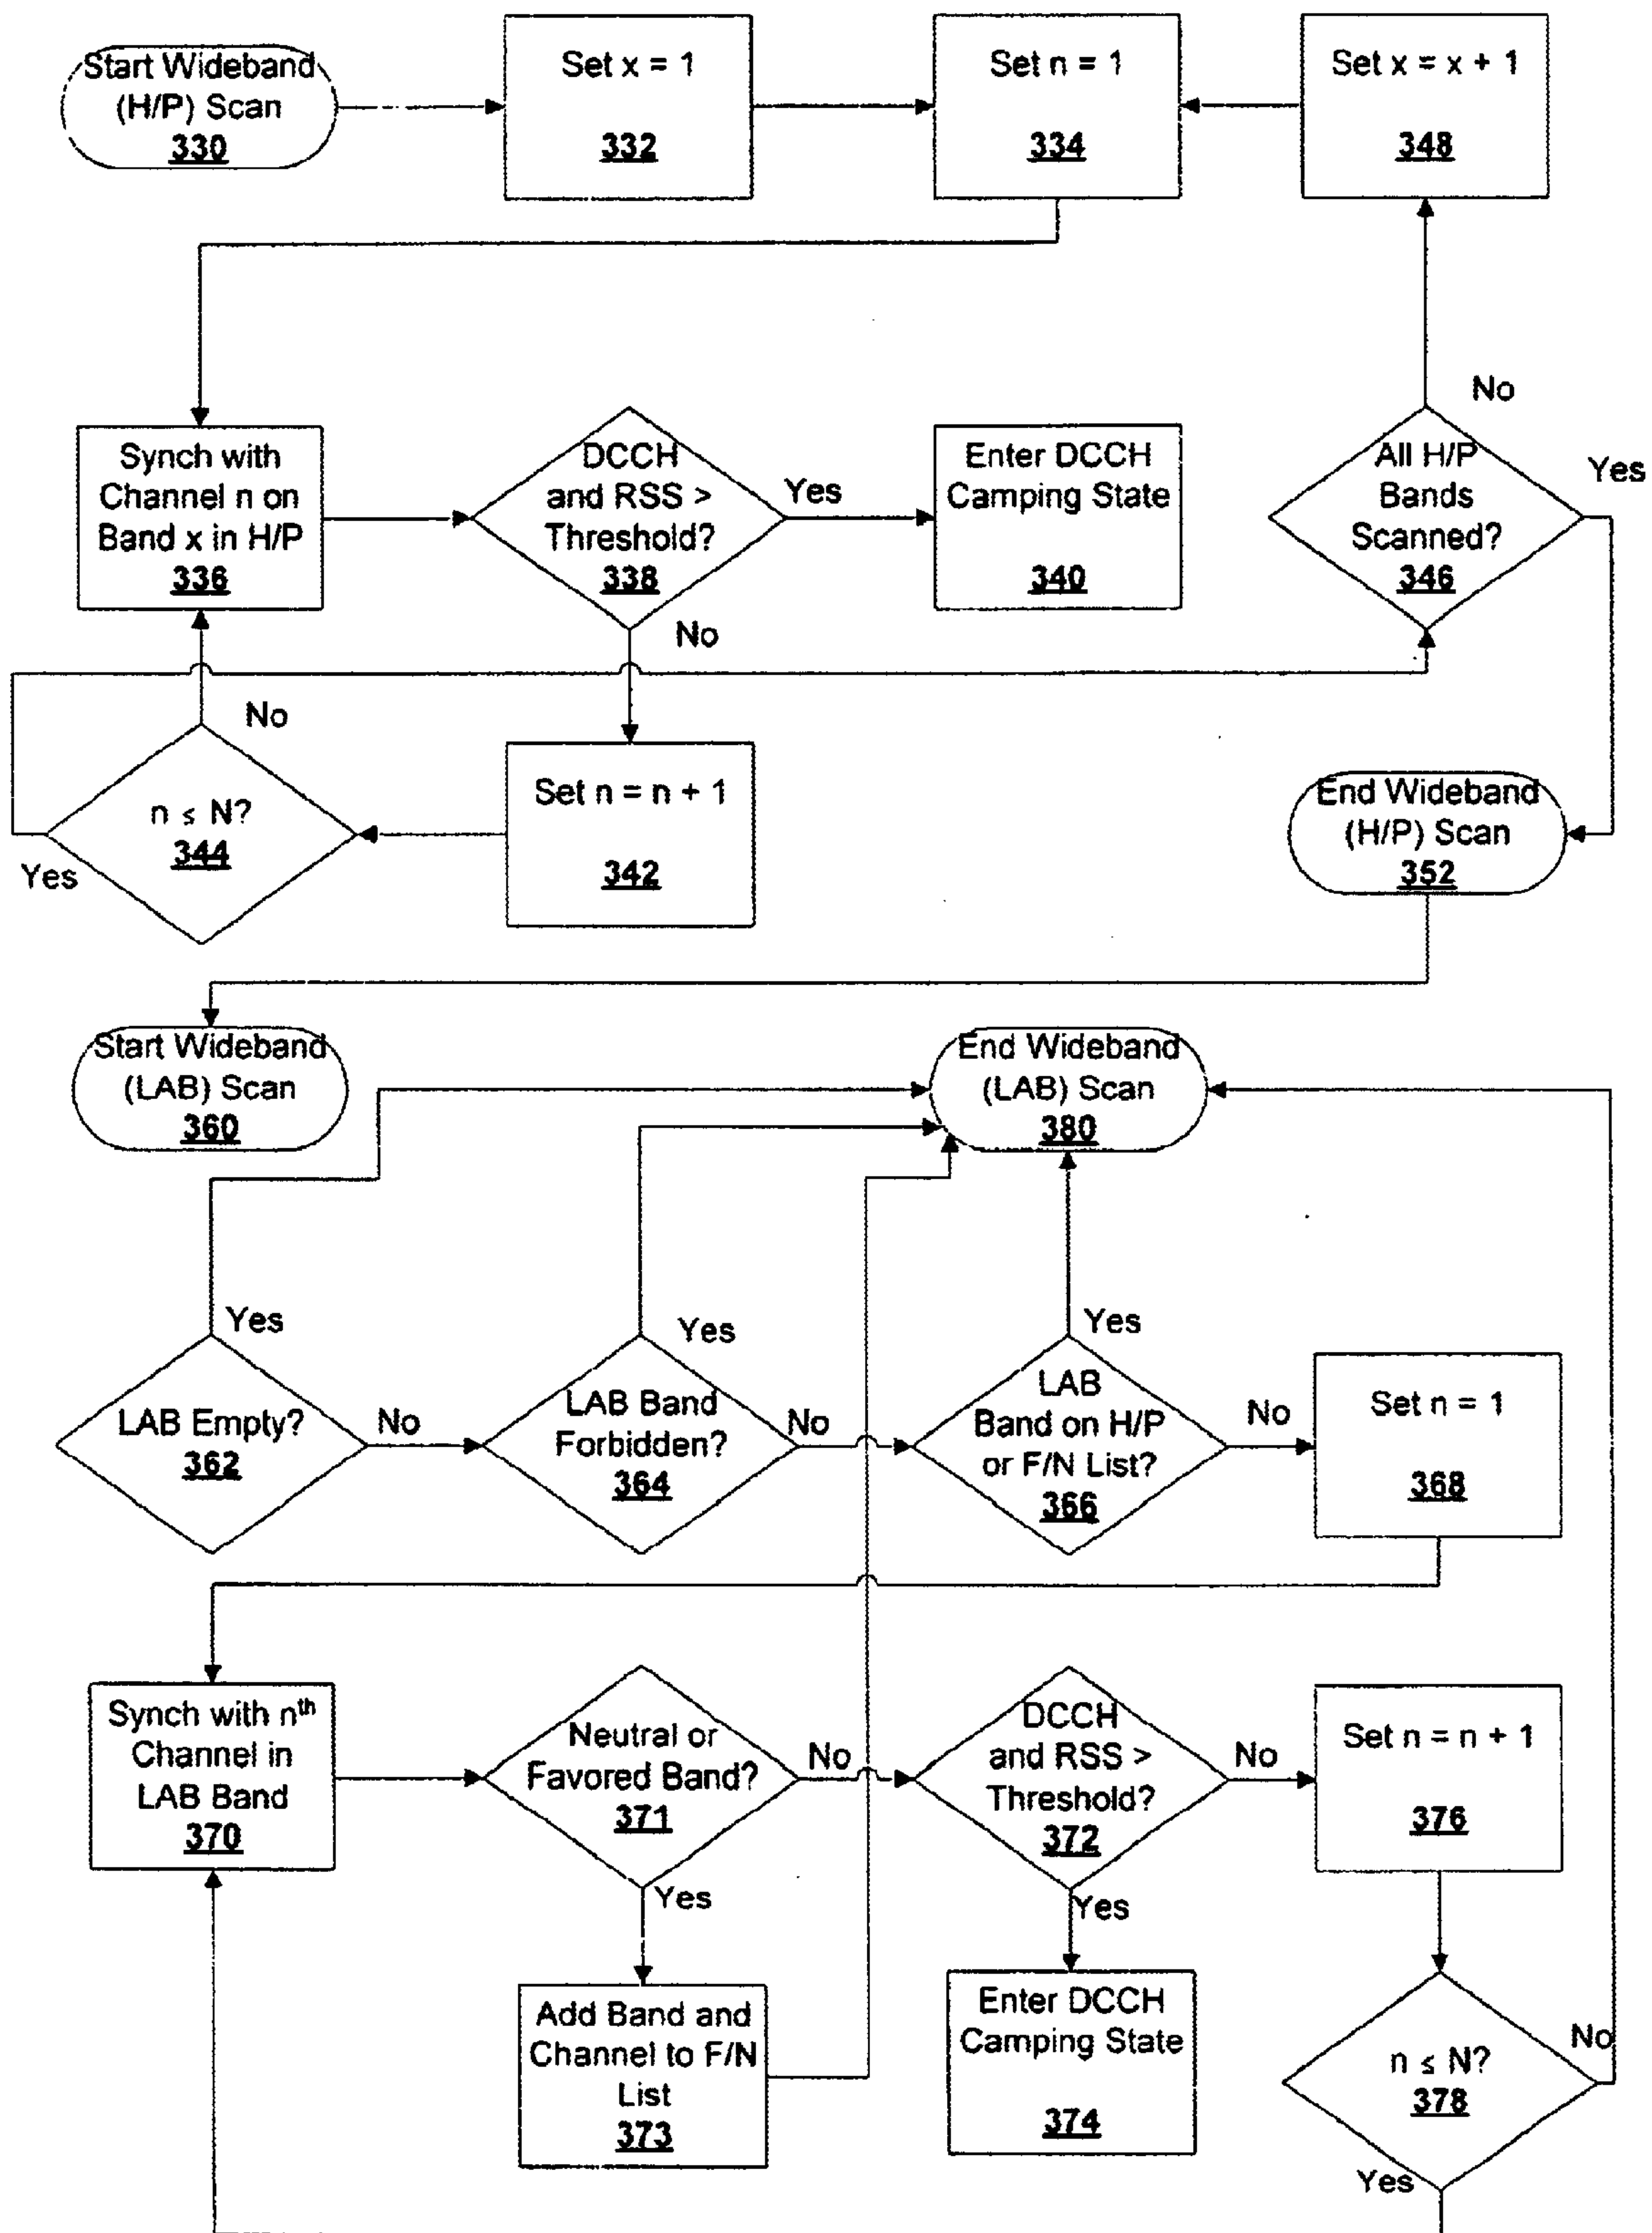 Start Wideband
(H/P) Scan
330
Set x = 1
332
Set n = 1
334
Set x = x + 1
348
Synch with
Channel n on
Band x in H/P
336
DCCH
and RSS >
Threshold?
338
Yes
No
Enter DCCH
Camping State
340
All H/P
Bands
Scanned?
346
No
Yes
n ≤ N?
344
No
Yes
Set n = n + 1
342
End Wideband
(H/P) Scan
352
Start Wideband
(LAB) Scan
360
End Wideband
(LAB) Scan
380
LAB Empty?
362
Yes
No
LAB Band
Forbidden?
364
Yes
No
LAB
Band on H/P
or F/N List?
366
Yes
No
Set n = 1
368
Synch with nth
Channel in
LAB Band
370
Neutral or
Favored Band?
371
No
Yes
DCCH
and RSS >
Threshold?
372
No
Yes
Set n = n + 1
376
Add Band and
Channel to F/N
List
373
Enter DCCH
Camping State
374
n ≤ N?
378
No
Yes